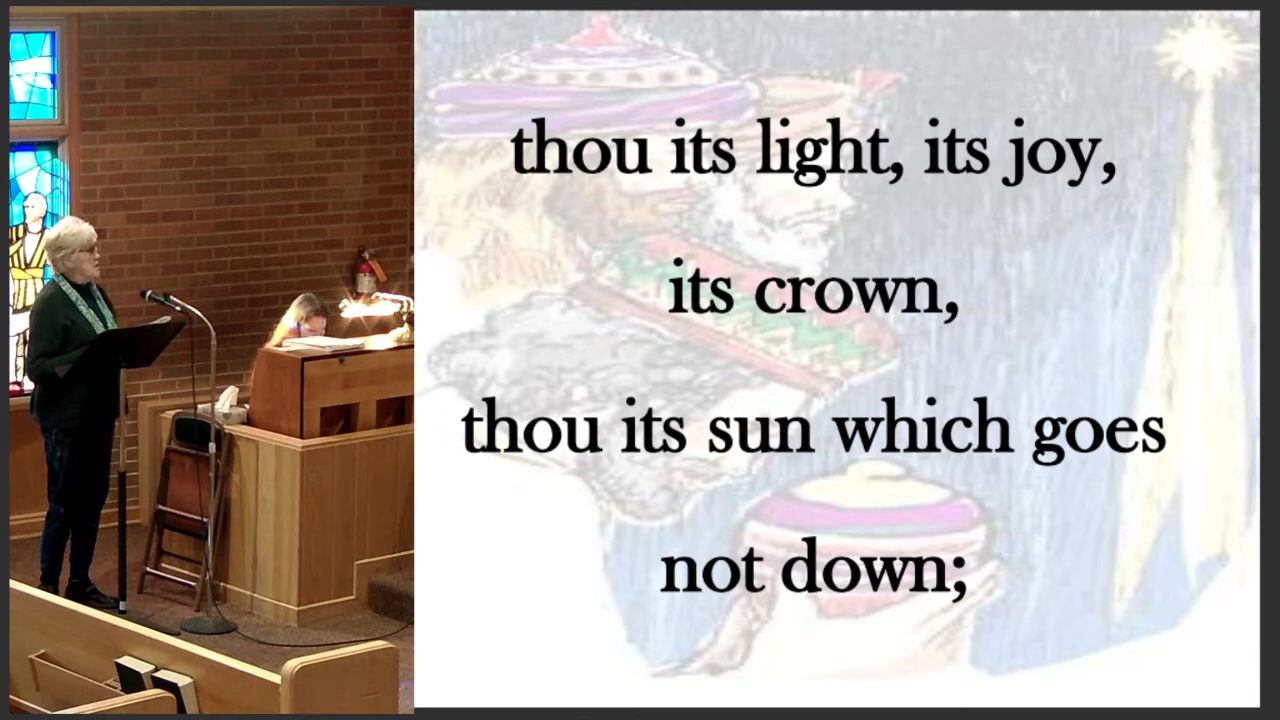 thou its light, its joy,
its crown,
thou its sun which goes
not down;